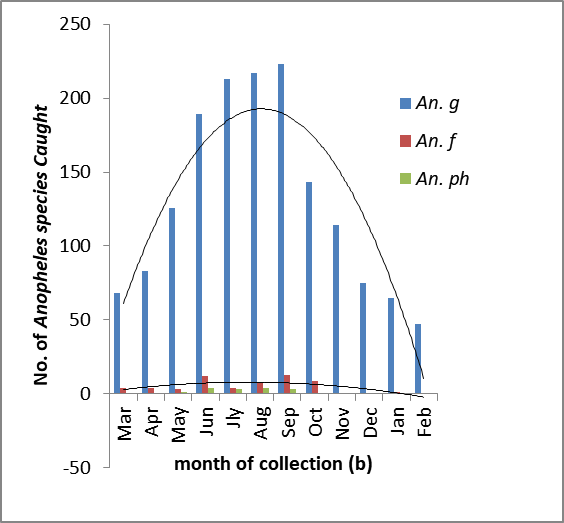 250
200
150
100
50
0
-50
No. of Anopheles species Caught
Mar
Apr
May
Jun
Jly
Aug
Sep
Oct
Nov
Dec
Jan
Feb
month of collection (b)
An. g
An. f
An. ph